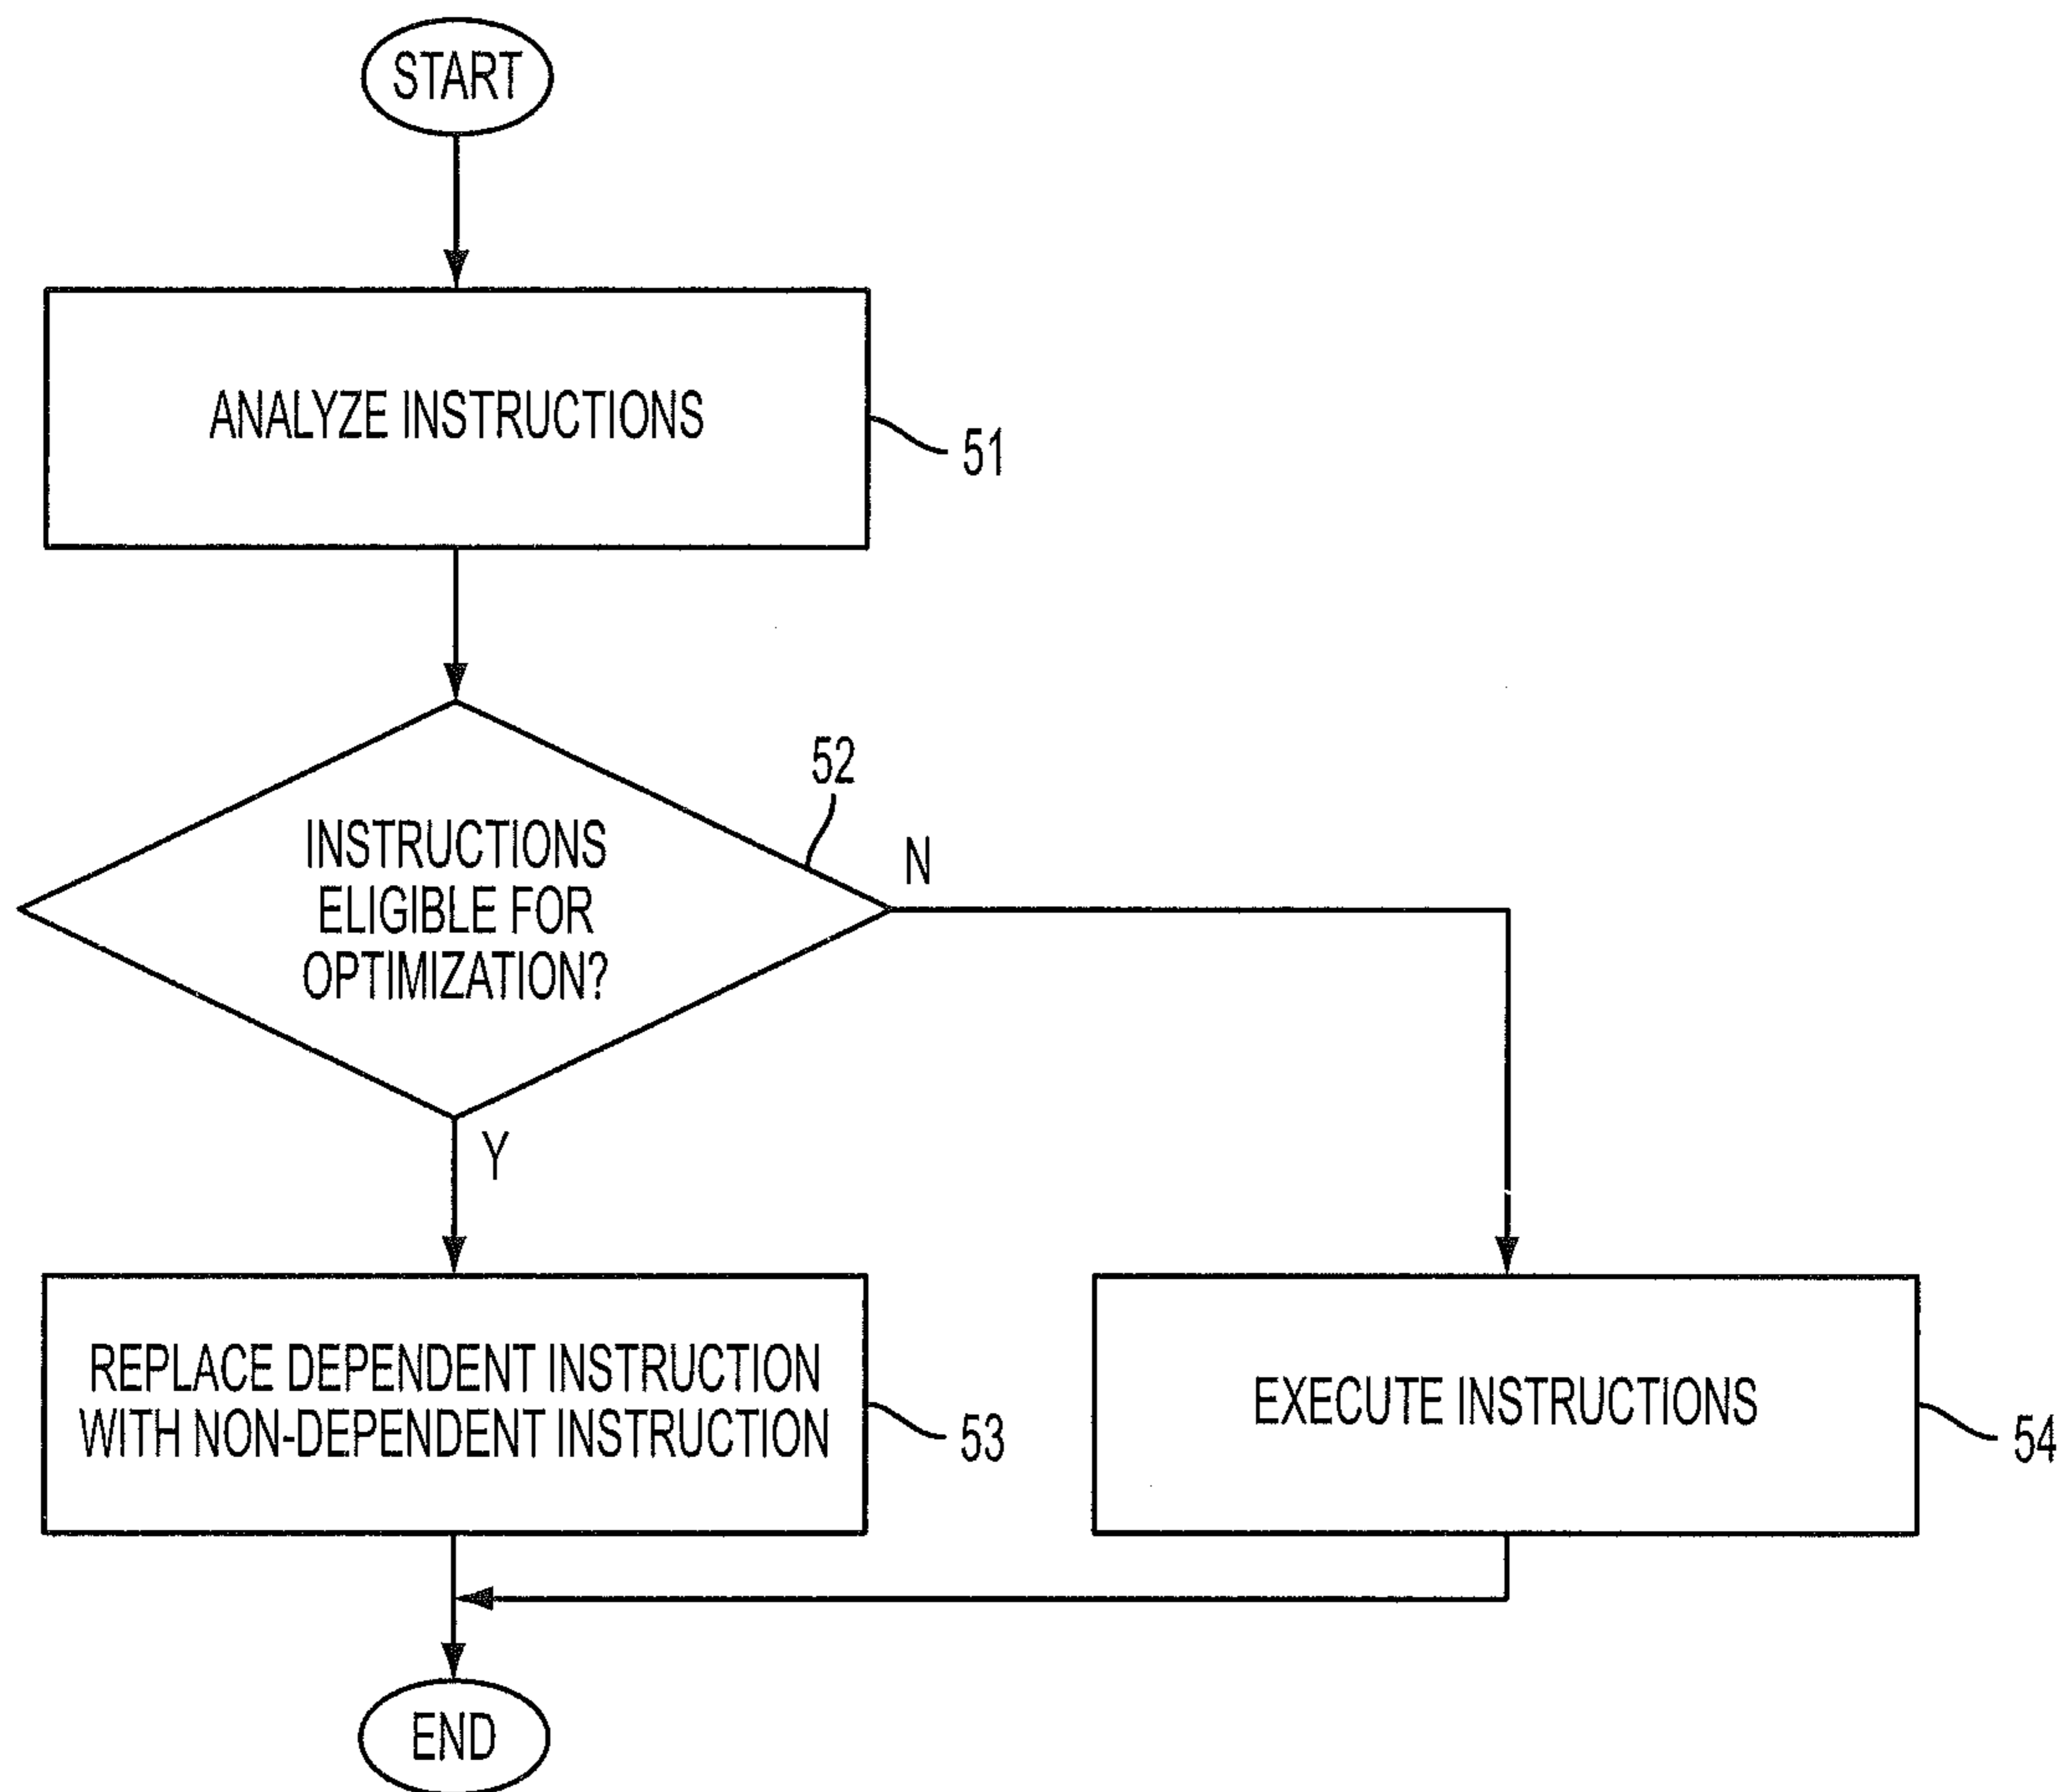 START
ANALYZE INSTRUCTIONS
51
52
INSTRUCTIONS
ELIGIBLE FOR
OPTIMIZATION?
N
Y
REPLACE DEPENDENT INSTRUCTION
WITH NON-DEPENDENT INSTRUCTION
53
EXECUTE INSTRUCTIONS
54
END